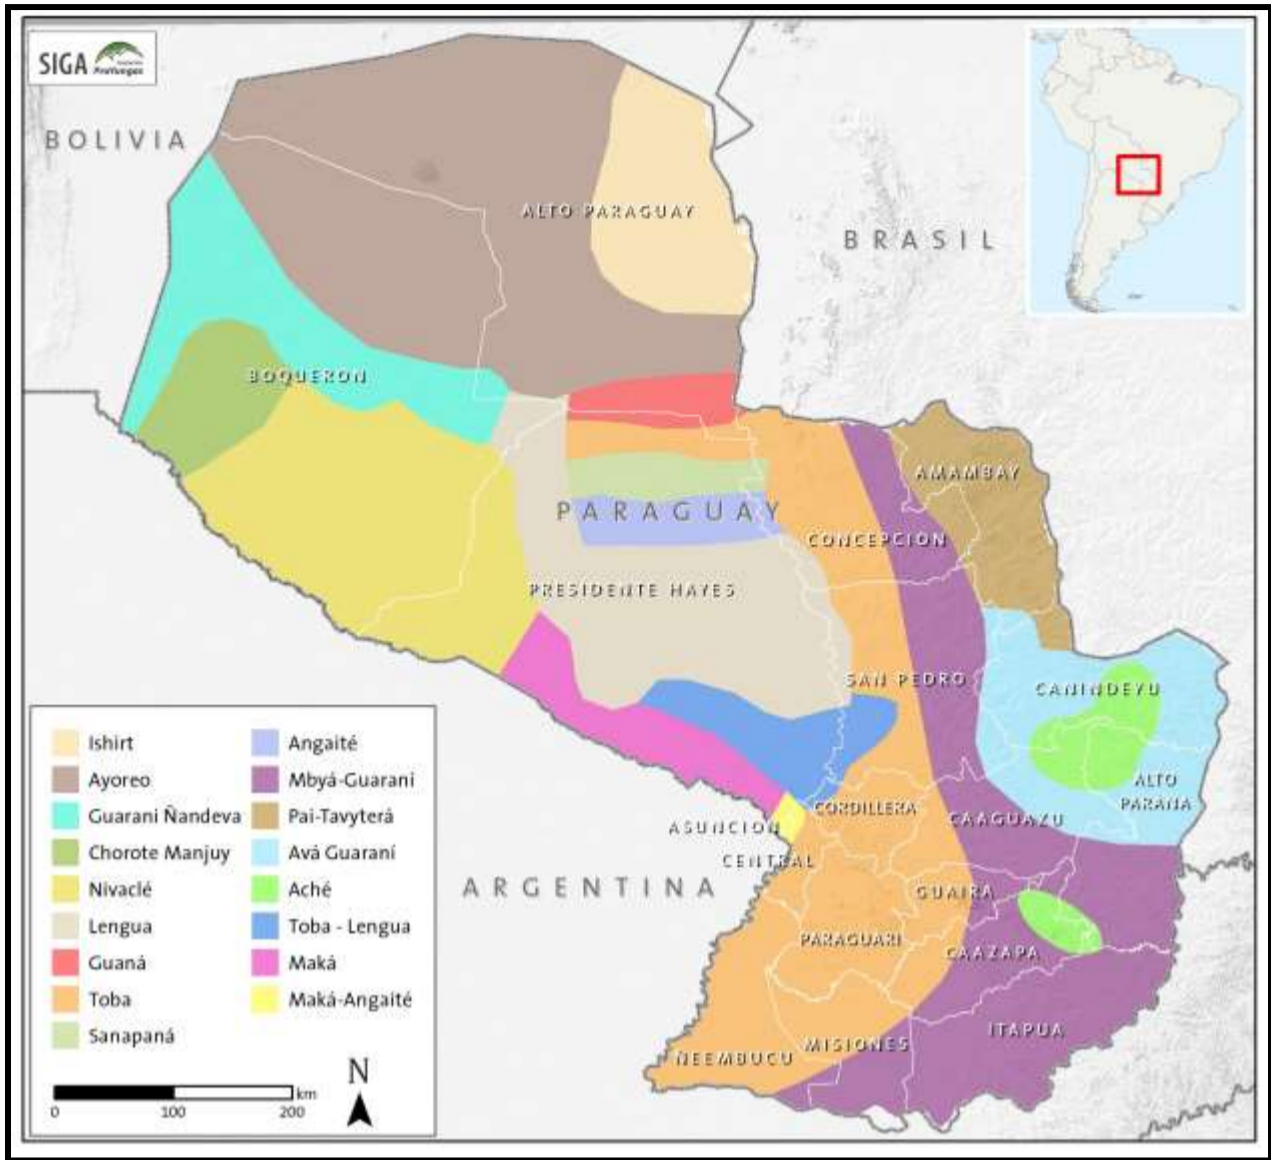 SIGA ProYungas
BOLIVIA
ALTO PARAGUAY
BRASIL
BOQUERON
AMAMBAY
PARAGUAY
CONCEPCION
PRESIDENTE HAYES
SAN PEDRO
CANINDEYU
ALTO
PARANA
CORDILLERA
CAAGUAZU
ASUNCION
CENTRAL
ARGENTINA
GUAIRA
PARAGUARI
CAAZAPA
ITAPUA
MISIONES
ÑEEMBUCU
Ishirt
Ayoreo
Guarani Ñandeva
Chorote Manjuy
Nivaclé
Lengua
Guaná
Toba
Sanapaná
Angaité
Mbyá-Guaraní
Pai-Tavyterá
Avá Guaraní
Aché
Toba - Lengua
Maká
Maká-Angaité
N
km
0 100 200